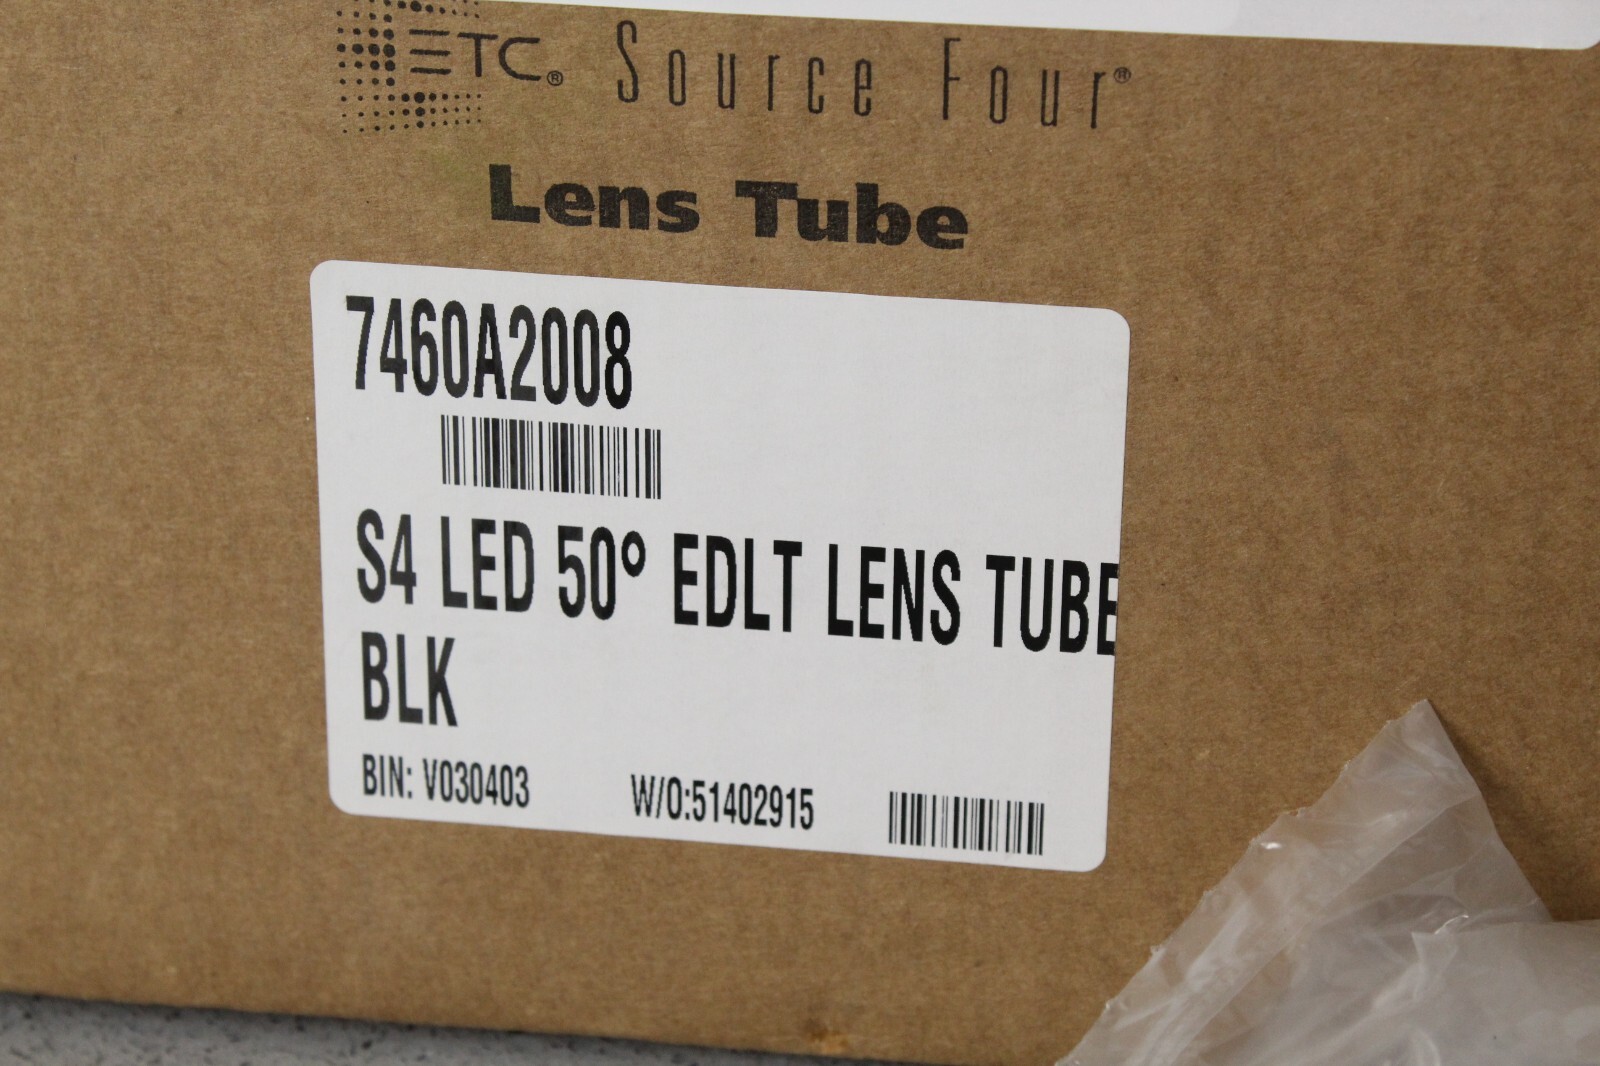 ETC® Source Four®
Lens Tube
7460A2008
S4 LED 50° EDLT LENS TUBE
BLK
BIN: V030403 W/O:51402915